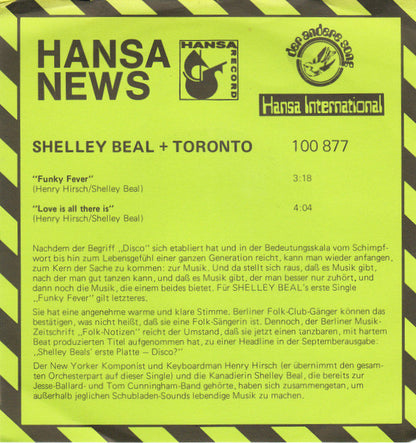 HANSA
NEWS
HANSA
RECORD
der andere song
Hansa International
SHELLEY BEAL + TORONTO 100 877
"Funky Fever" 3:18
(Henry Hirsch/Shelley Beal)
"Love is all there is" 4:04
(Henry Hirsch/Shelley Beal)
Nachdem der Begriff „Disco" sich etabliert hat und in der Bedeutungsskala vom Schimpf-
wort bis hin zum Lebensgefühl einer ganzen Generation reicht, kann man wieder anfangen,
zum Kern der Sache zu kommen: zur Musik. Und da stellt sich raus, daß es Musik gibt,
nach der man gut tanzen kann, und daß es Musik gibt, der man besser nur zuhört, und
dann noch die Musik, die einem beides bietet. Für SHELLEY BEAL's erste Single
„Funky Fever" gilt letzteres.
Sie hat eine angenehme warme und klare Stimme. Berliner Folk-Club-Gänger können das
bestätigen, was nicht heißt, daß sie eine Folk-Sängerin ist. Dennoch, der Berliner Musik-
Zeitschrift „Folk-Notizen" reicht der Umstand, daß sie jetzt einen tanzbaren, mit hartem
Beat produzierten Titel aufgenommen hat, zu einer Headline in der Septemberausgabe:
„Shelley Beals' erste Platte – Disco?"
Der New Yorker Komponist und Keyboardman Henry Hirsch (er übernimmt den gesam-
ten Orchesterpart auf dieser Single) und die Kanadierin Shelley Beal, die bereits zur
Jesse-Ballard- und Tom Cunningham-Band gehörte, haben sich zusammengetan, um
außerhalb jeglichen Schubladen-Sounds lebendige Musik zu machen.